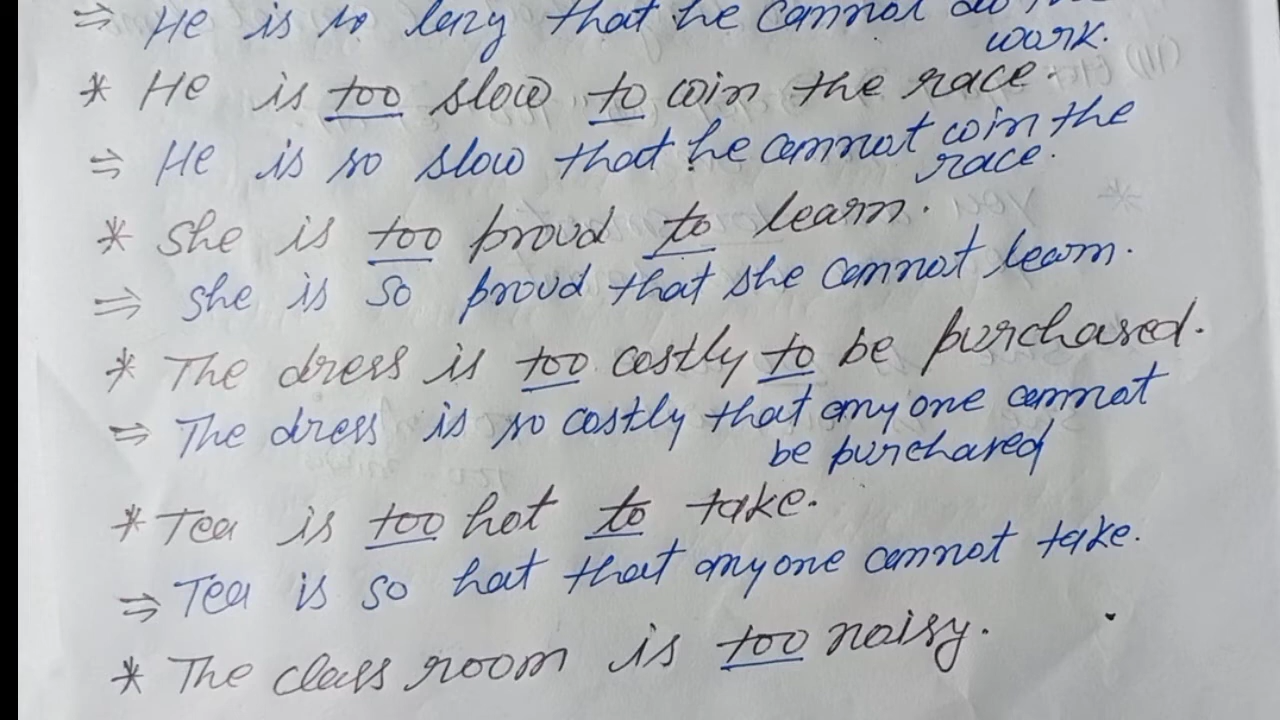 ⇒ He is so lazy that he cannot do the
work.
* He is too slow to win the race.
⇒ He is so slow that he cannot win the
race.
* She is too proud to learn.
⇒ she is so proud that she cannot learn.
* The dress is too costly to be purchased.
⇒ The dress is so costly that anyone cannot
be purchased
* Tea is too hot to take.
⇒ Tea is so hat that anyone cannot take.
* The class room is too noisy.